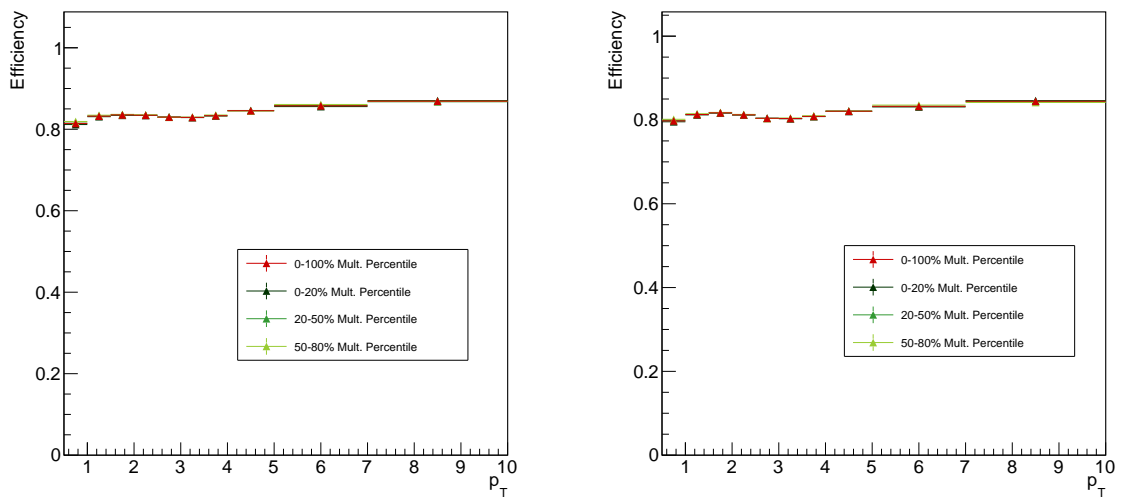 Efficiency
1
0.8
0.6
0.4
0.2
0
0-100% Mult. Percentile
0-20% Mult. Percentile
20-50% Mult. Percentile
50-80% Mult. Percentile
1 2 3 4 5 6 7 8 9 10
p_T
Efficiency
1
0.8
0.6
0.4
0.2
0
0-100% Mult. Percentile
0-20% Mult. Percentile
20-50% Mult. Percentile
50-80% Mult. Percentile
1 2 3 4 5 6 7 8 9 10
p_T